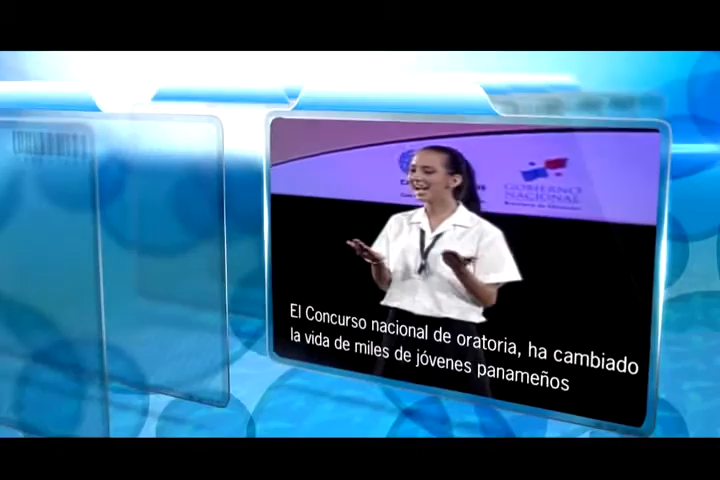 GOBIERNO
NACIONAL
El Concurso nacional de oratoria, ha cambiado
la vida de miles de jóvenes panameños